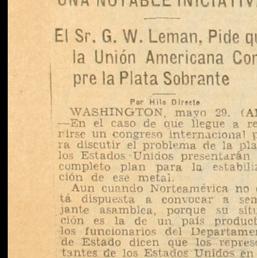 UNA NOTABLE INICIATIV
El Sr. G. W. Leman, Pide q
la Unión Americana Com
pre la Plata Sobrante
Por Hilo Directo
WASHINGTON, mayo 29. (A
—En el caso de que llegue a re
rirse un congreso internacional p
ra discutir el problema de la pla
los Estados Unidos presentarán
completo plan para la estabiliz
ción de ese metal.
Aun cuando Norteamérica no e
tá dispuesta a convocar a sem
jante asamblea, porque su situ
ción es la de un país product
los funcionarios del Departamen
de Estado dicen que los repres
tantes de los Estados Unidos en